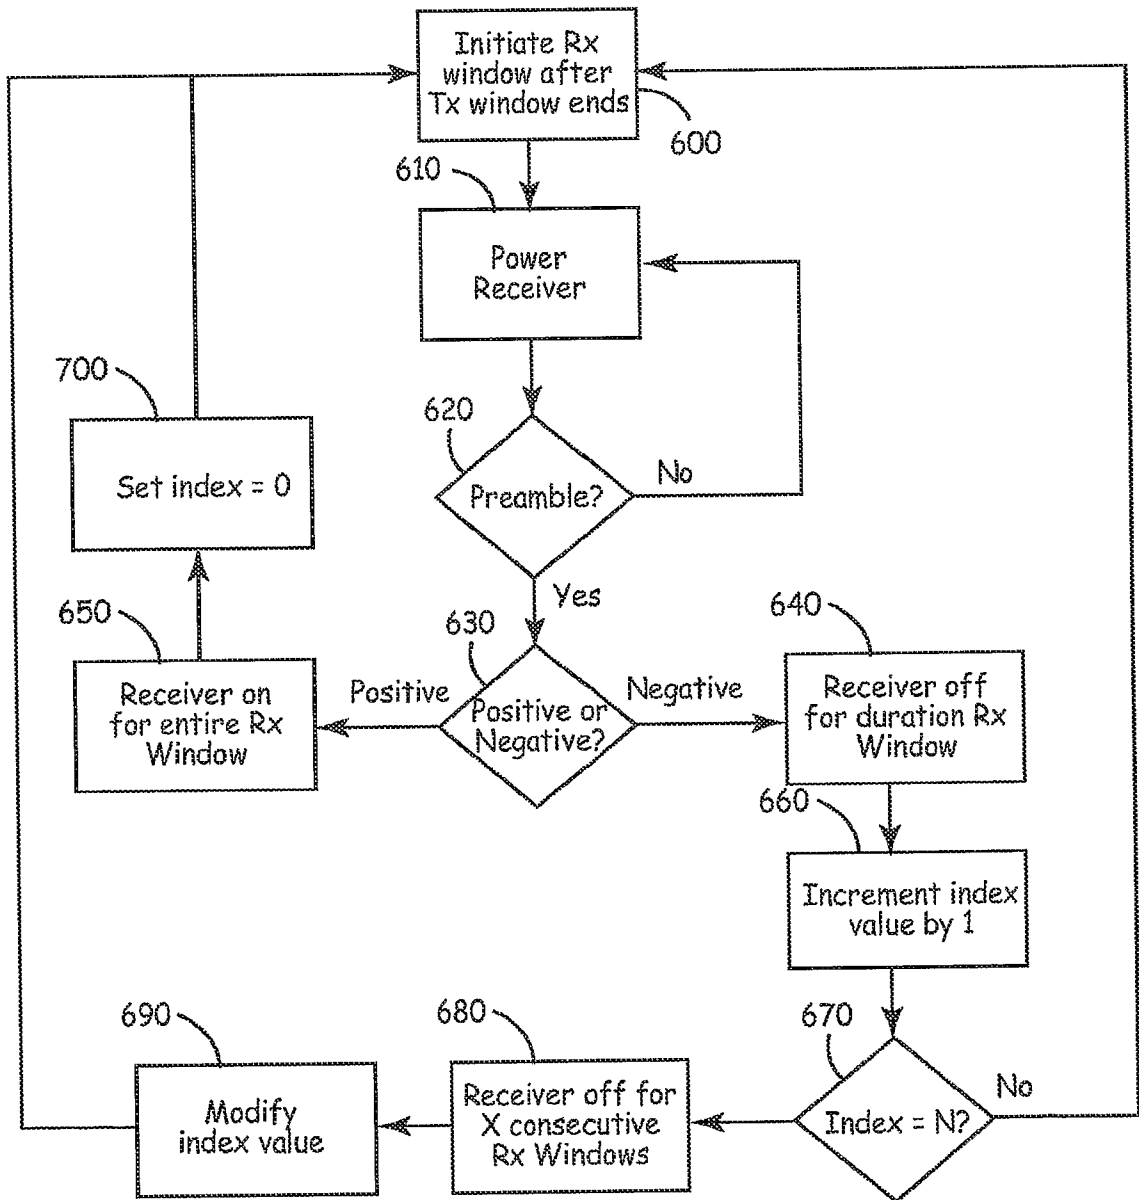 Initiate Rx
window after
Tx window ends
600
610
Power
Receiver
700
620
Set index = 0
Preamble?
No
Yes
650
630
640
Receiver on
for entire Rx
Window
Positive
Positive or
Negative?
Negative
Receiver off
for duration Rx
Window
660
Increment index
value by 1
690
680
670
Modify
index value
Receiver off for
X consecutive
Rx Windows
Index = N?
No